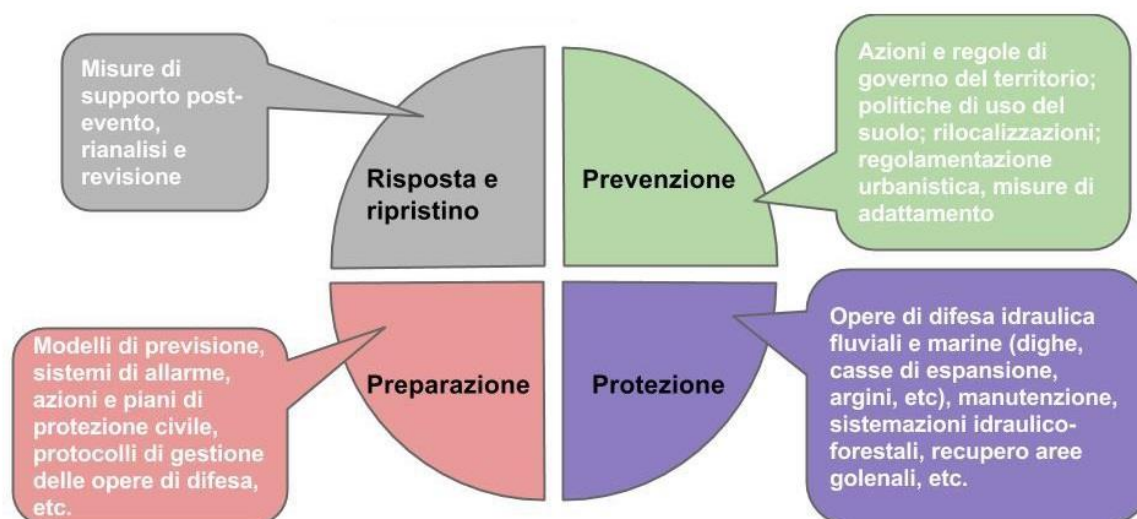 Misure di
supporto post-
evento,
rianalisi e
revisione
Risposta e
ripristino
Prevenzione
Azioni e regole di
governo del territorio;
politiche di uso del
suolo; rilocalizzazioni;
regolamentazione
urbanistica, misure di
adattamento
Modelli di previsione,
sistemi di allarme,
azioni e piani di
protezione civile,
protocolli di gestione
delle opere di difesa,
etc.
Preparazione
Protezione
Opere di difesa idraulica
fluviali e marine (dighe,
casse di espansione,
argini, etc), manutenzione,
sistemazioni idraulico-
forestali, recupero aree
golenali, etc.